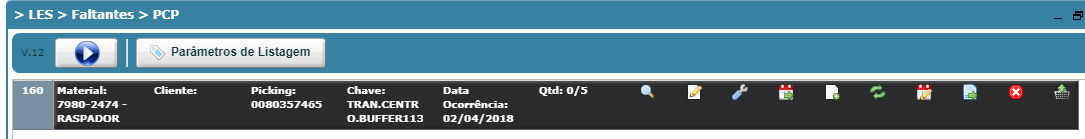 > LES > Faltantes > PCP
V.12
Parâmetros de Listagem
160
Material:
7980-2474 -
RASPADOR
Cliente:
Picking:
0080357465
Chave:
TRAN.CENTR
O.BUFFER113
Data
Ocorrência:
02/04/2018
Qtd: 0/5